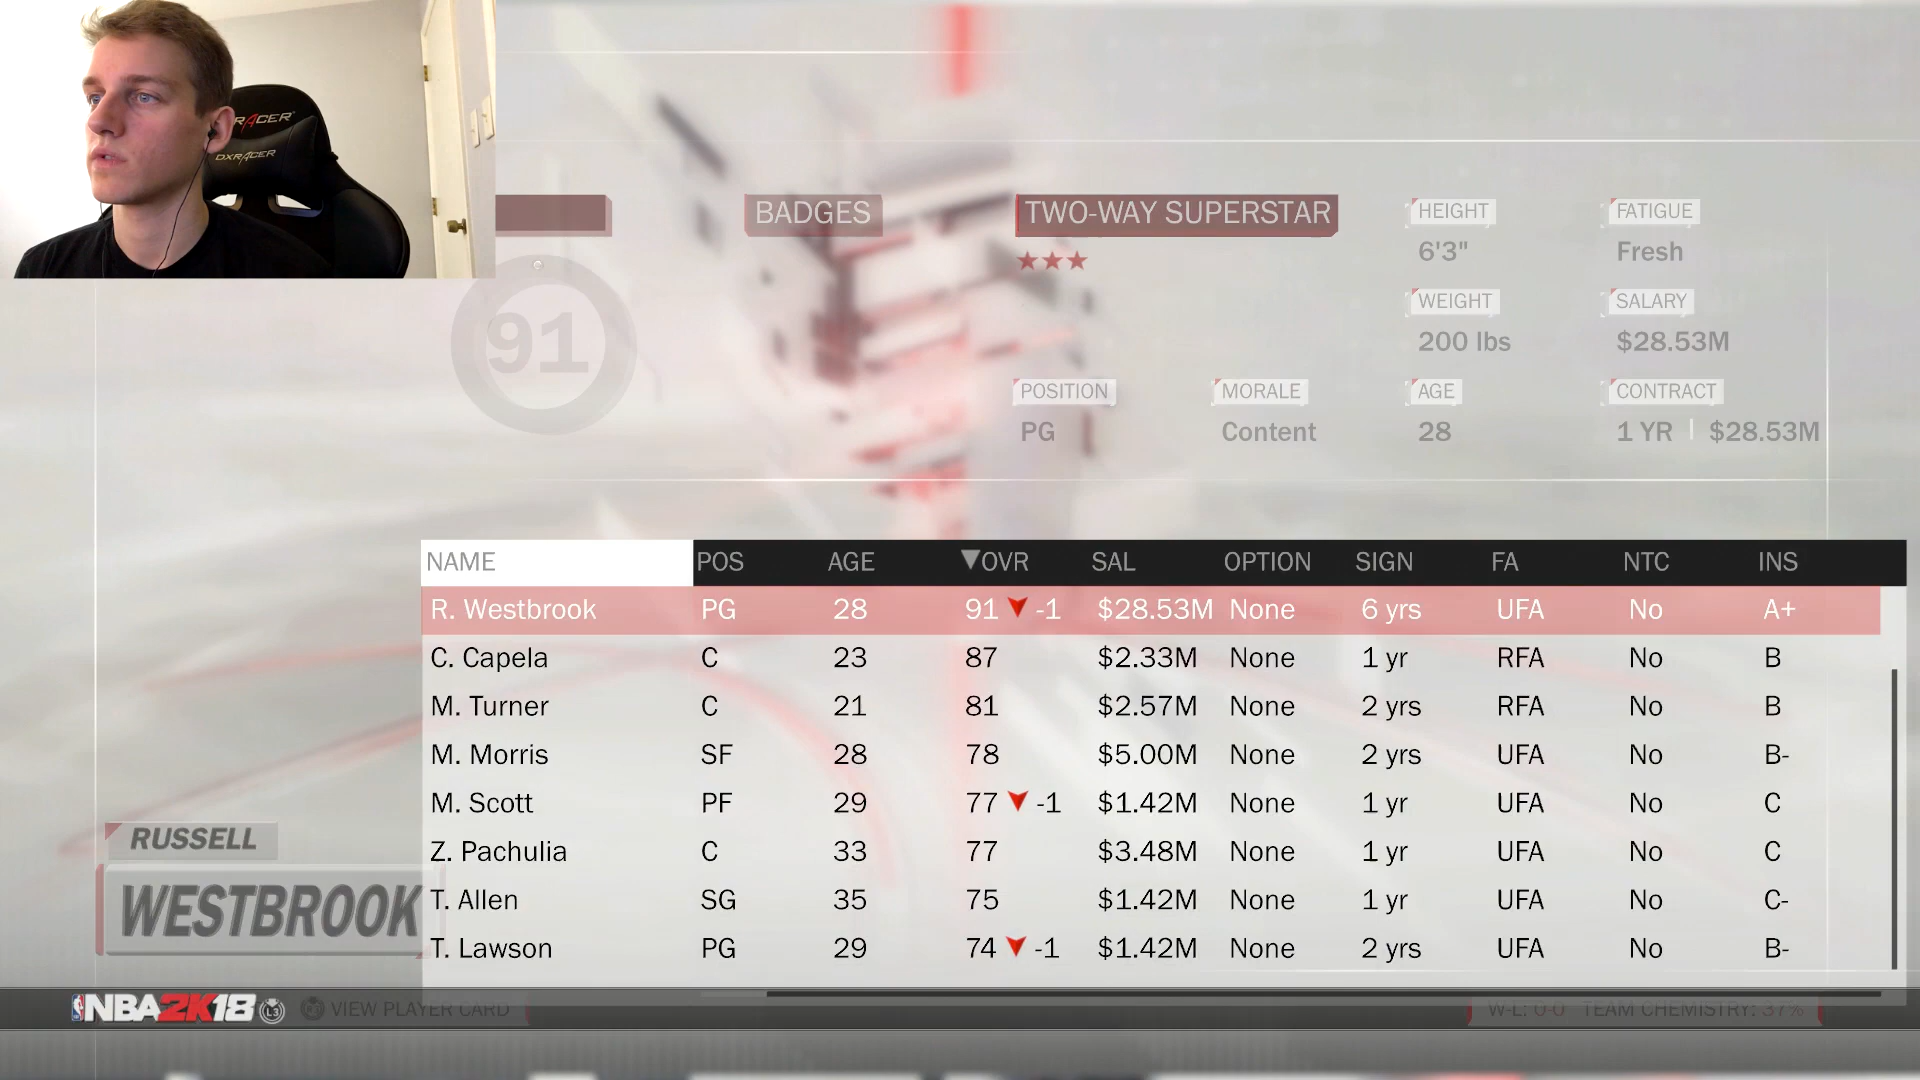 RACER
DXRACER
BADGES
TWO-WAY SUPERSTAR
HEIGHT
6'3"
FATIGUE
Fresh
91
WEIGHT
200 lbs
SALARY
$28.53M
POSITION
PG
MORALE
Content
AGE
28
CONTRACT
1 YR | $28.53M
NAME POS AGE ▼OVR SAL OPTION SIGN FA NTC INS
R. Westbrook PG 28 91 -1 $28.53M None 6 yrs UFA No A+
C. Capela C 23 87 $2.33M None 1 yr RFA No B
M. Turner C 21 81 $2.57M None 2 yrs RFA No B
M. Morris SF 28 78 $5.00M None 2 yrs UFA No B-
M. Scott PF 29 77 -1 $1.42M None 1 yr UFA No C
Z. Pachulia C 33 77 $3.48M None 1 yr UFA No C
T. Allen SG 35 75 $1.42M None 1 yr UFA No C-
T. Lawson PG 29 74 -1 $1.42M None 2 yrs UFA No B-
RUSSELL
WESTBROOK
NBA2K18 L3 VIEW PLAYER CARD
W-L: 0-0 TEAM CHEMISTRY: 37%